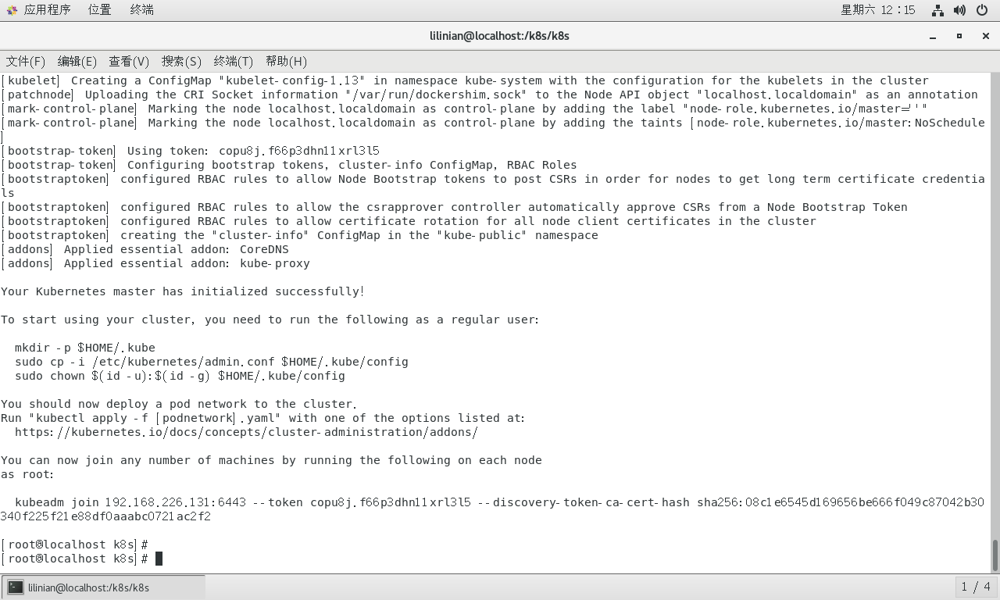 应用程序 位置 终端 星期六 12：15
lilinian@localhost:/k8s/k8s
文件(F) 编辑(E) 查看(V) 搜索(S) 终端(T) 帮助(H)
[kubelet] Creating a ConfigMap "kubelet-config-1.13" in namespace kube-system with the configuration for the kubelets in the cluster
[patchnode] Uploading the CRI Socket information "/var/run/dockershim.sock" to the Node API object "localhost.localdomain" as an annotation
[mark-control-plane] Marking the node localhost.localdomain as control-plane by adding the label "node-role.kubernetes.io/master=''"
[mark-control-plane] Marking the node localhost.localdomain as control-plane by adding the taints [node-role.kubernetes.io/master:NoSchedule
]
[bootstrap-token] Using token: copu8j.f66p3dhn11xrl3l5
[bootstrap-token] Configuring bootstrap tokens, cluster-info ConfigMap, RBAC Roles
[bootstraptoken] configured RBAC rules to allow Node Bootstrap tokens to post CSRs in order for nodes to get long term certificate credentia
ls
[bootstraptoken] configured RBAC rules to allow the csrapprover controller automatically approve CSRs from a Node Bootstrap Token
[bootstraptoken] configured RBAC rules to allow certificate rotation for all node client certificates in the cluster
[bootstraptoken] creating the "cluster-info" ConfigMap in the "kube-public" namespace
[addons] Applied essential addon: CoreDNS
[addons] Applied essential addon: kube-proxy
Your Kubernetes master has initialized successfully!
To start using your cluster, you need to run the following as a regular user:
mkdir -p $HOME/.kube
sudo cp -i /etc/kubernetes/admin.conf $HOME/.kube/config
sudo chown $(id -u):$(id -g) $HOME/.kube/config
You should now deploy a pod network to the cluster.
Run "kubectl apply -f [podnetwork].yaml" with one of the options listed at:
https://kubernetes.io/docs/concepts/cluster-administration/addons/
You can now join any number of machines by running the following on each node
as root:
kubeadm join 192.168.226.131:6443 --token copu8j.f66p3dhn11xrl3l5 --discovery-token-ca-cert-hash sha256:08c1e6545d169656be666f049c87042b30
340f225f21e88df0aaabc0721ac2f2
[root@localhost k8s]#
[root@localhost k8s]#
lilinian@localhost:/k8s/k8s 1 / 4